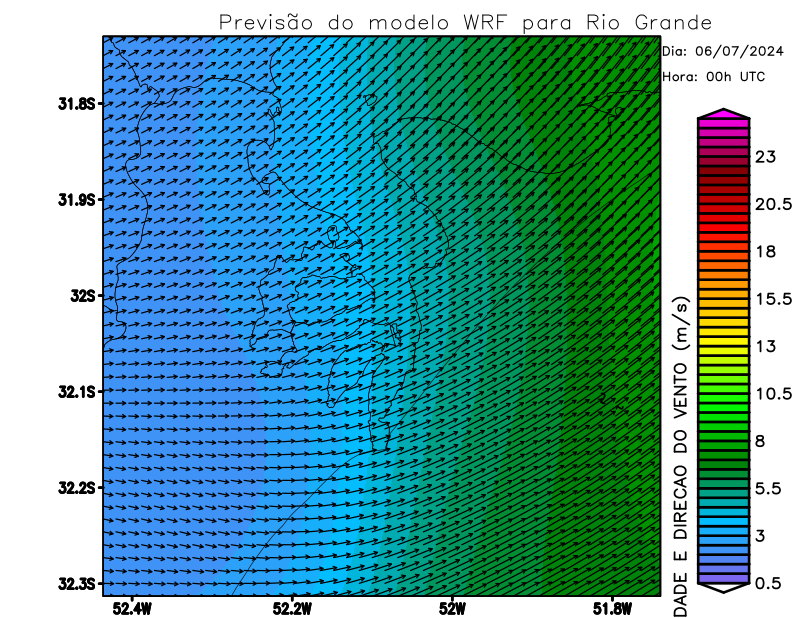 Previsão do modelo WRF para Rio Grande
Dia: 06/07/2024
Hora: 00h UTC
31.8S
31.9S
32S
32.1S
32.2S
32.3S
52.4W
52.2W
52W
51.8W
DADE E DIRECAO DO VENTO (m/s)
23
20.5
18
15.5
13
10.5
8
5.5
3
0.5